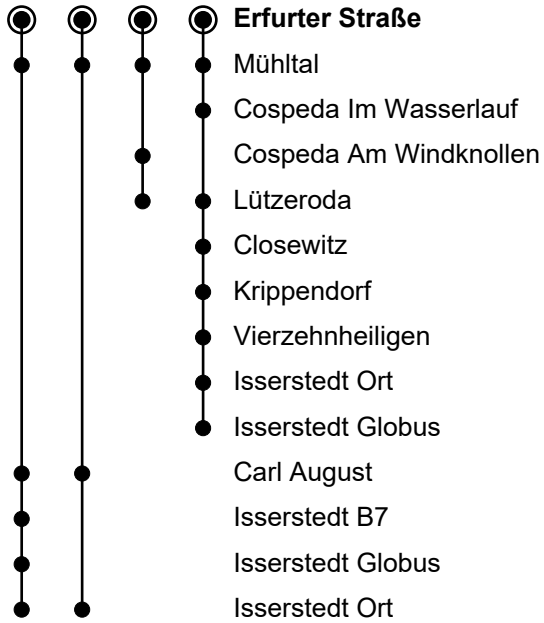 Erfurter Straße
Mühltal
Cospeda Im Wasserlauf
Cospeda Am Windknollen
Lützeroda
Closewitz
Krippendorf
Vierzehnheiligen
Isserstedt Ort
Isserstedt Globus
Carl August
Isserstedt B7
Isserstedt Globus
Isserstedt Ort